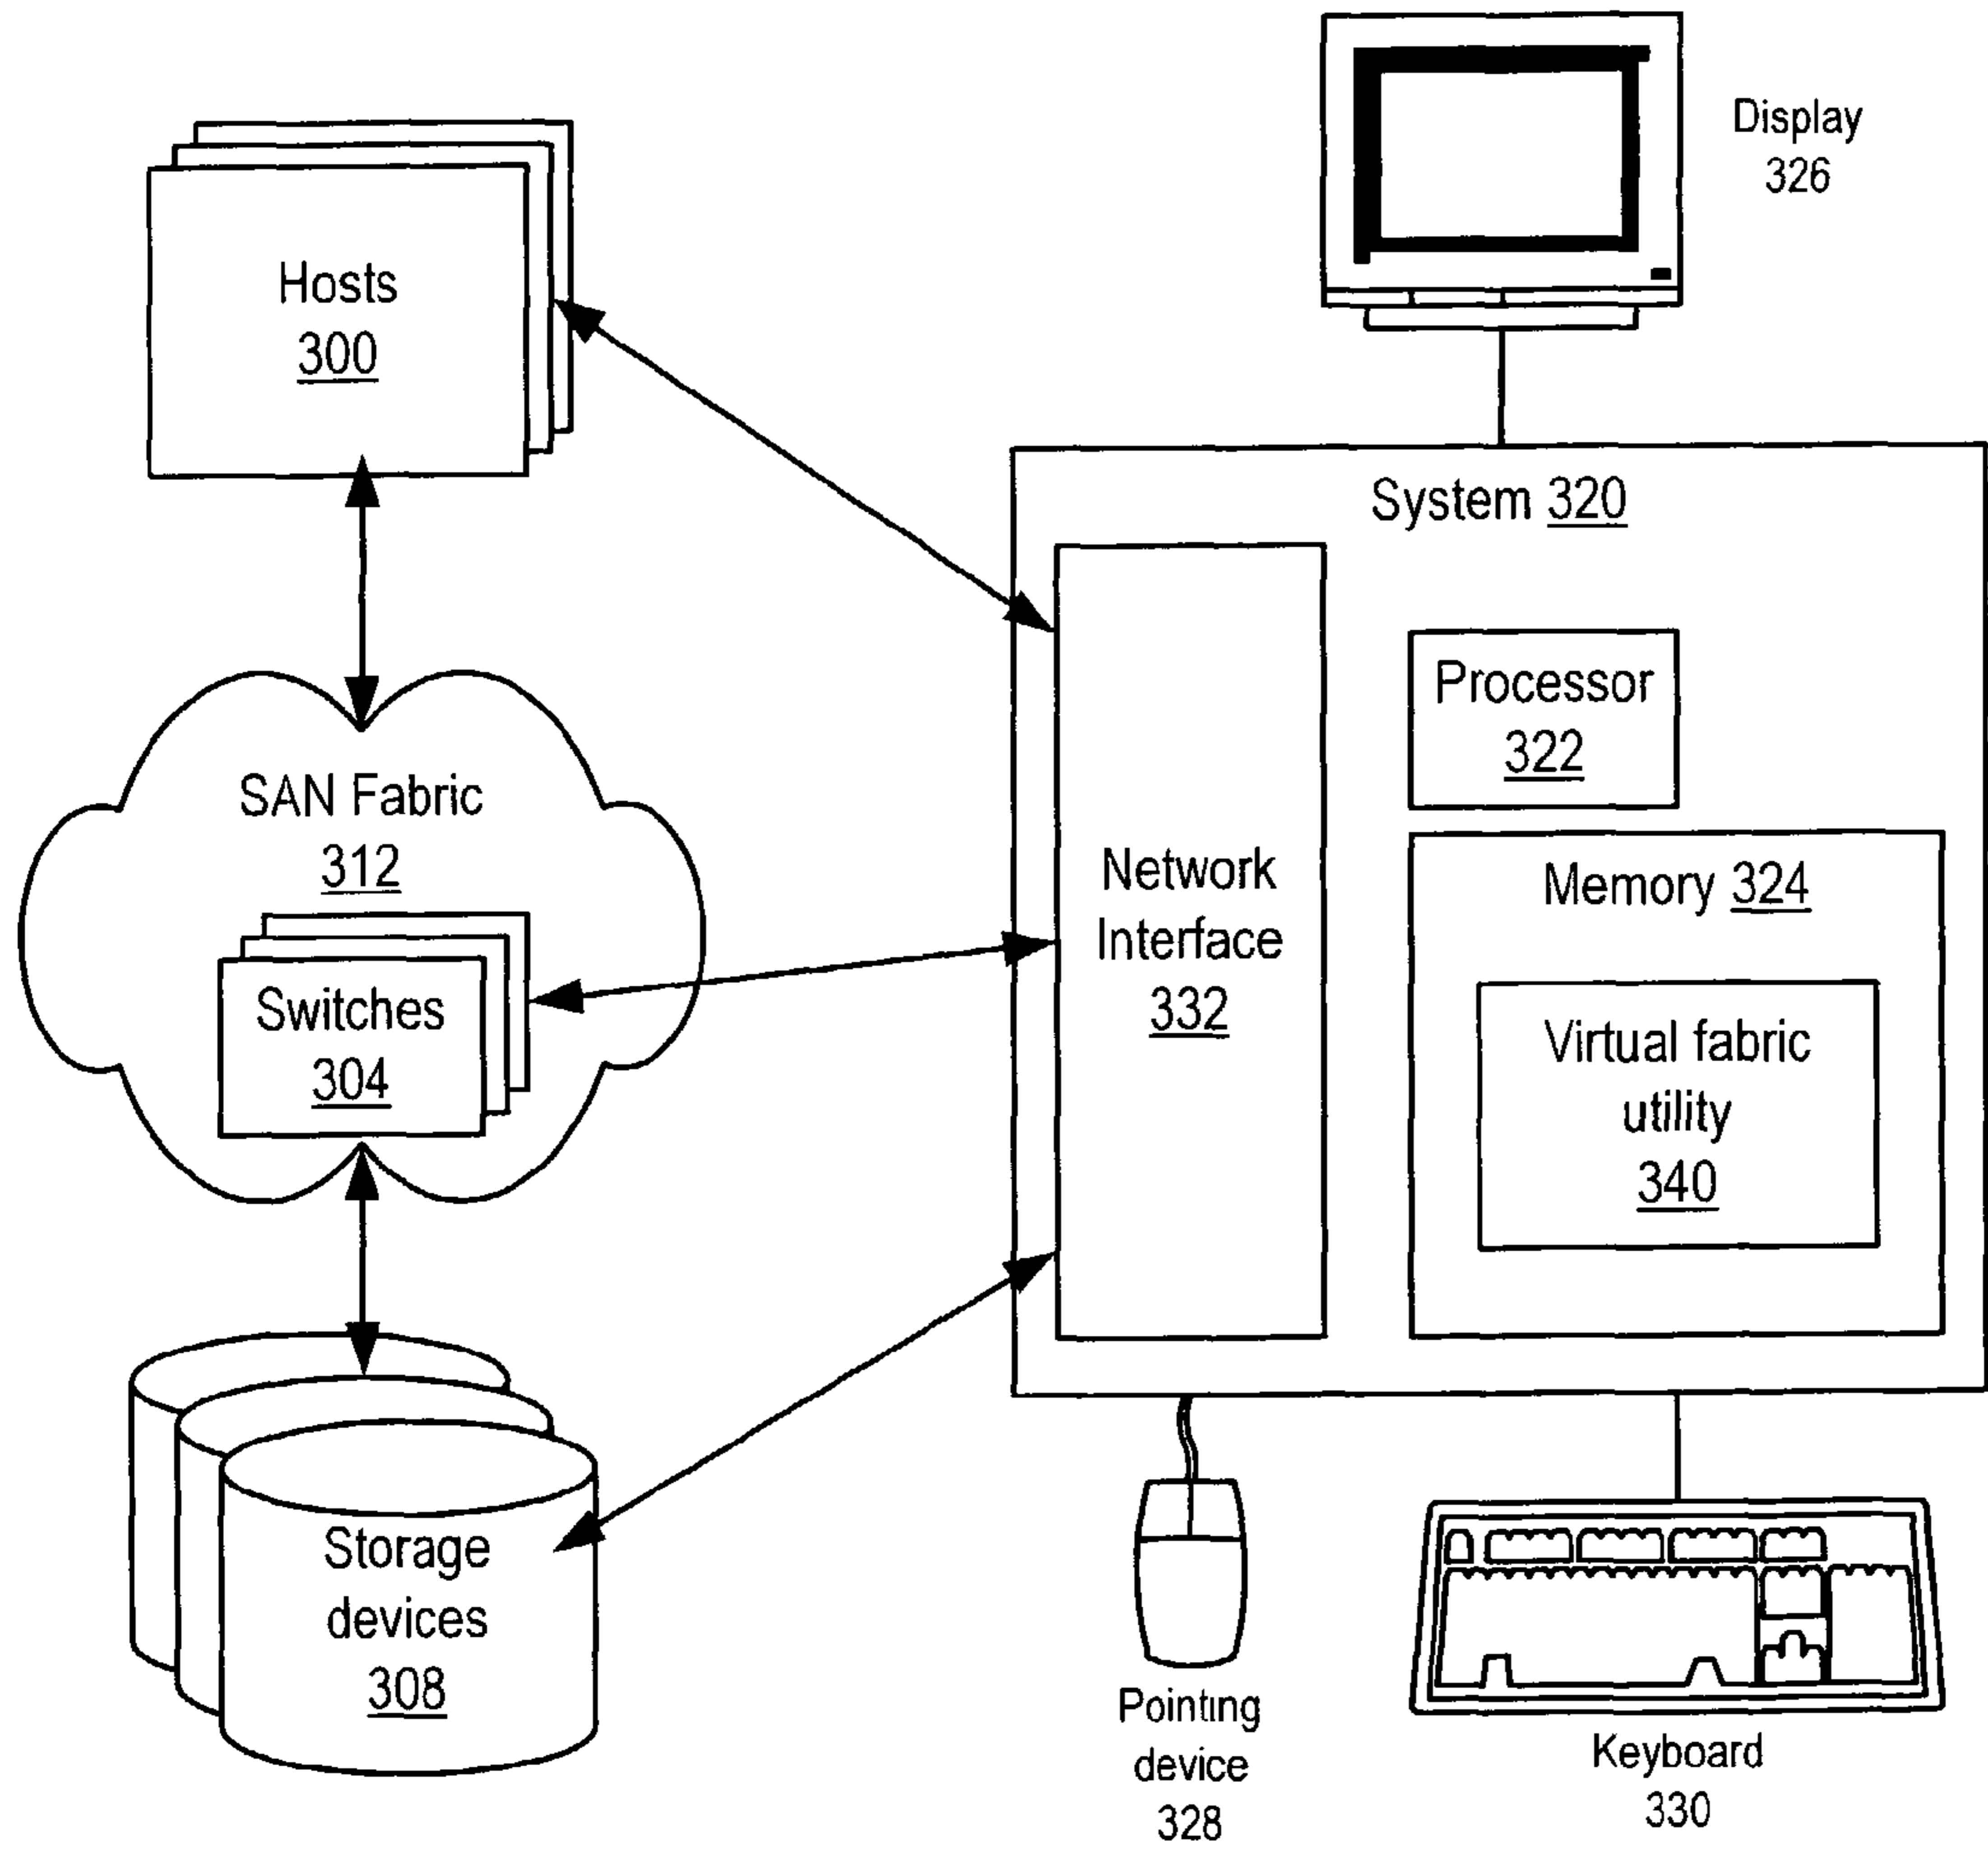 Display
326
Hosts
300
System 320
Processor
322
SAN Fabric
312
Network
Interface
332
Memory 324
Switches
304
Virtual fabric
utility
340
Storage
devices
308
Pointing
device
328
Keyboard
330